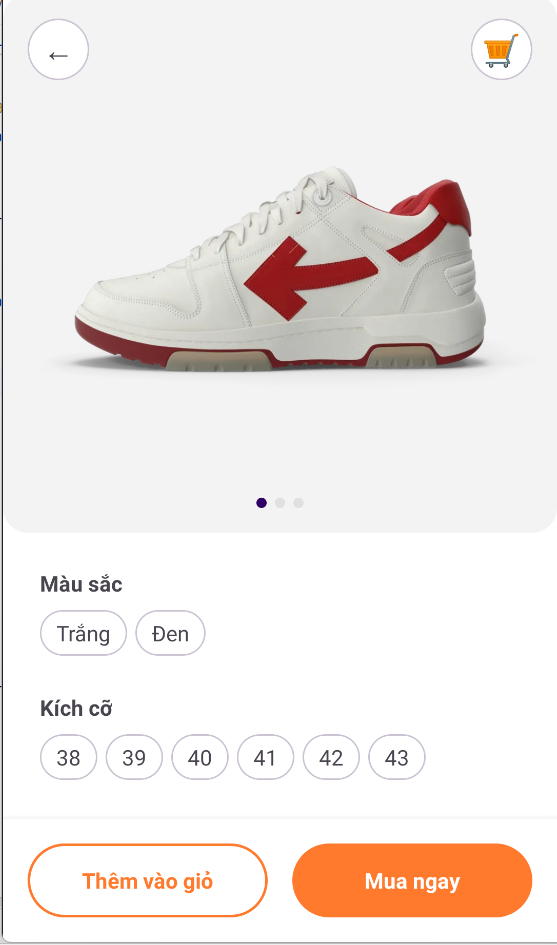 ←
Màu sắc
Trắng Đen
Kích cỡ
38 39 40 41 42 43
Thêm vào giỏ Mua ngay